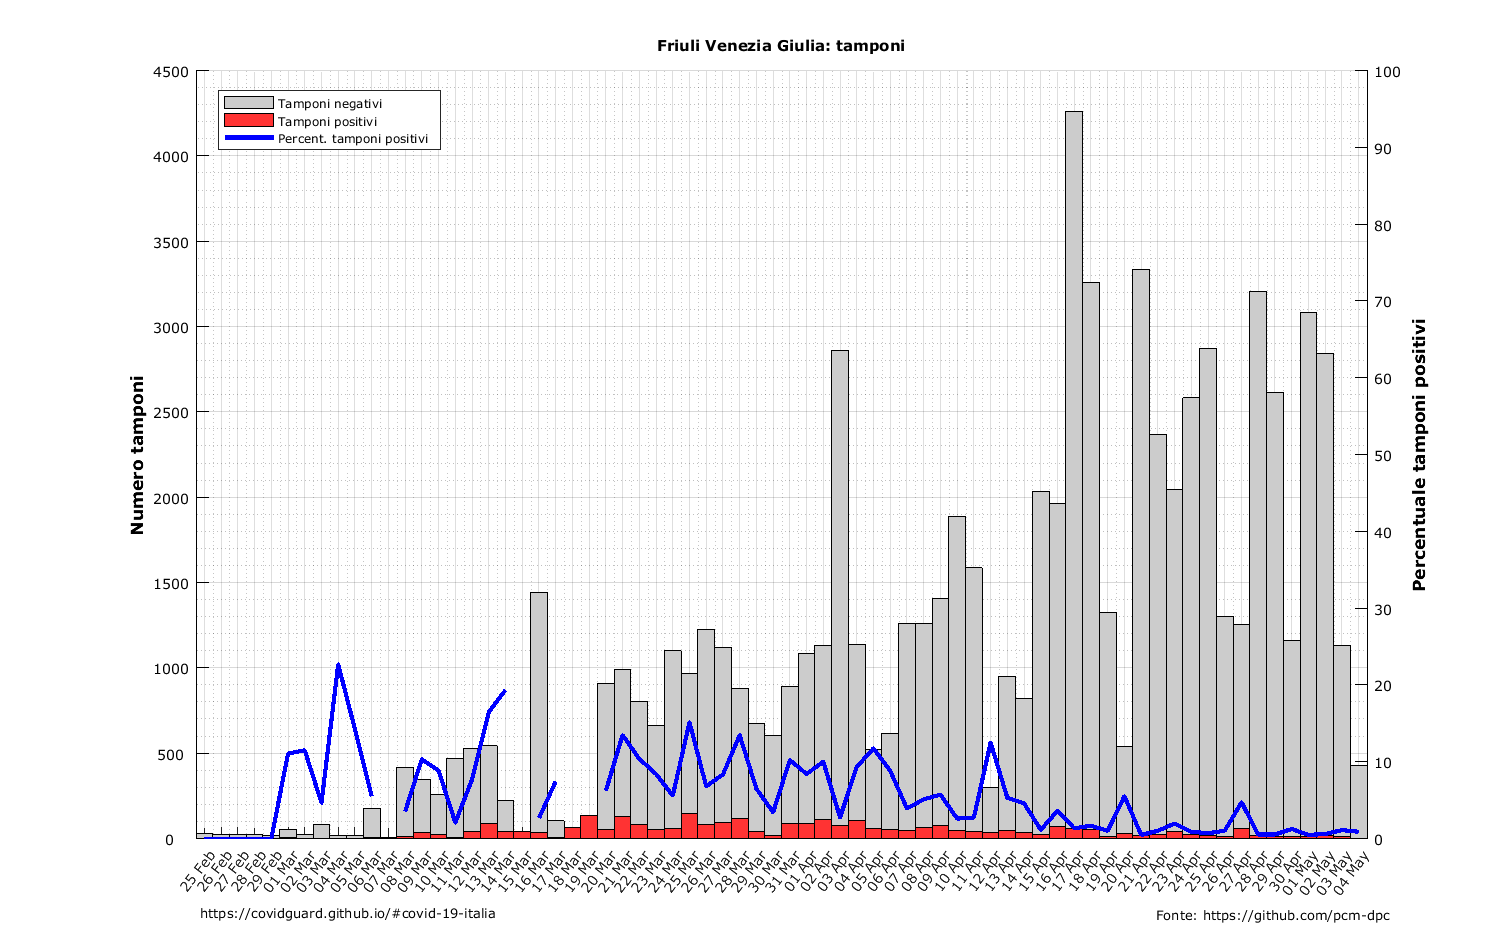 Friuli Venezia Giulia: tamponi
Tamponi negativi
Tamponi positivi
Percent. tamponi positivi
Numero tamponi
4500
4000
3500
3000
2500
2000
1500
1000
500
0
Percentuale tamponi positivi
100
90
80
70
60
50
40
30
20
10
0
25 Feb
26 Feb
27 Feb
28 Feb
29 Feb
01 Mar
02 Mar
03 Mar
04 Mar
05 Mar
06 Mar
07 Mar
08 Mar
09 Mar
10 Mar
11 Mar
12 Mar
13 Mar
14 Mar
15 Mar
16 Mar
17 Mar
18 Mar
19 Mar
20 Mar
21 Mar
22 Mar
23 Mar
24 Mar
25 Mar
26 Mar
27 Mar
28 Mar
29 Mar
30 Mar
31 Mar
01 Apr
02 Apr
03 Apr
04 Apr
05 Apr
06 Apr
07 Apr
08 Apr
09 Apr
10 Apr
11 Apr
12 Apr
13 Apr
14 Apr
15 Apr
16 Apr
17 Apr
18 Apr
19 Apr
20 Apr
21 Apr
22 Apr
23 Apr
24 Apr
25 Apr
26 Apr
27 Apr
28 Apr
29 Apr
30 Apr
01 May
02 May
03 May
04 May
https://covidguard.github.io/#covid-19-italia
Fonte: https://github.com/pcm-dpc